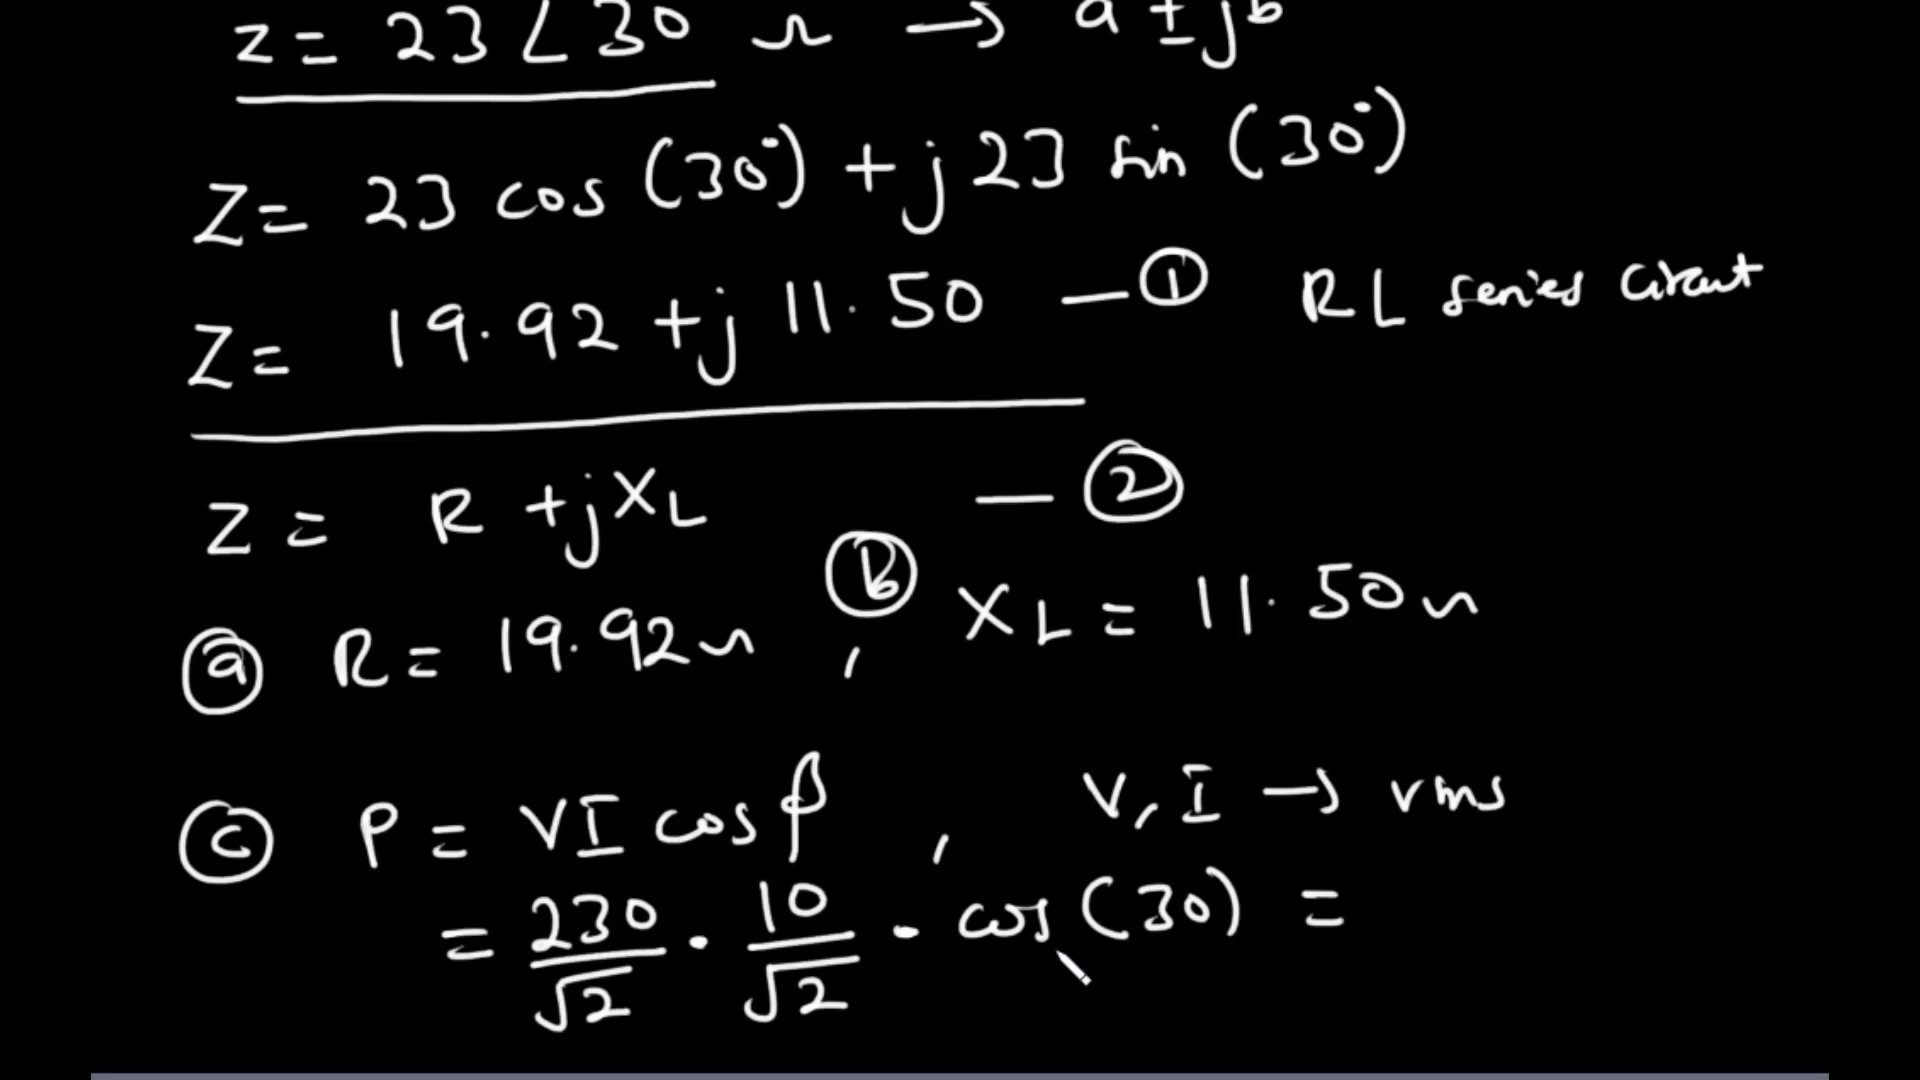 z = 23 ∠30 Ω → a ± jb
Z = 23 cos (30°) + j 23 sin (30°)
Z = 19.92 + j 11.50 — ① RL series circuit
Z = R + jXL — ②
ⓐ R = 19.92 Ω , ⓑ XL = 11.50 Ω
ⓒ P = VI cos ϕ , V, I → rms
= 230/√2 · 10/√2 · cos (30) =